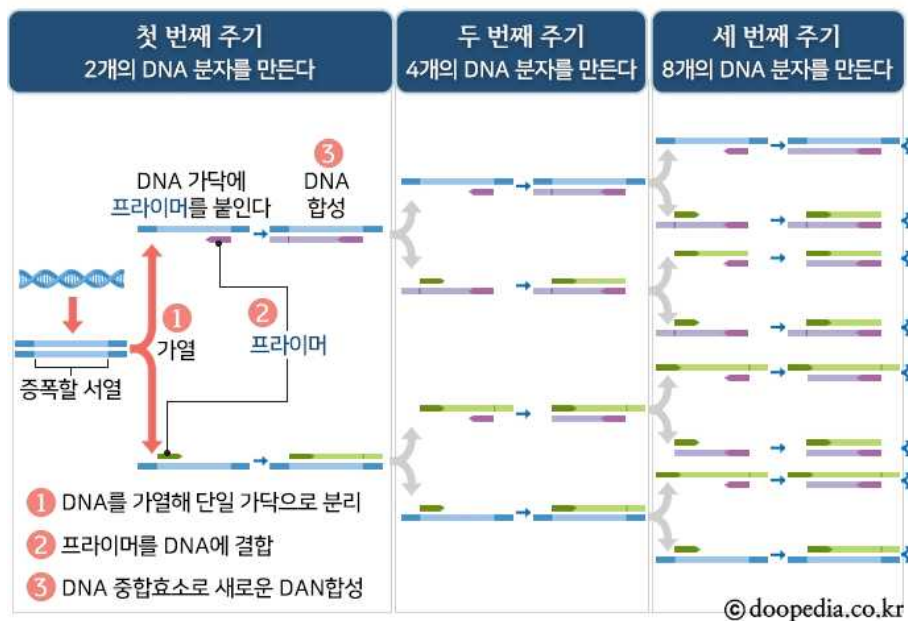 첫 번째 주기
2개의 DNA 분자를 만든다
두 번째 주기
4개의 DNA 분자를 만든다
세 번째 주기
8개의 DNA 분자를 만든다
3
DNA 가닥에
프라이머를 붙인다
DNA
합성
1
가열
2
프라이머
증폭할 서열
1 DNA를 가열해 단일 가닥으로 분리
2 프라이머를 DNA에 결합
3 DNA 중합효소로 새로운 DAN합성
ⓒ doopedia.co.kr